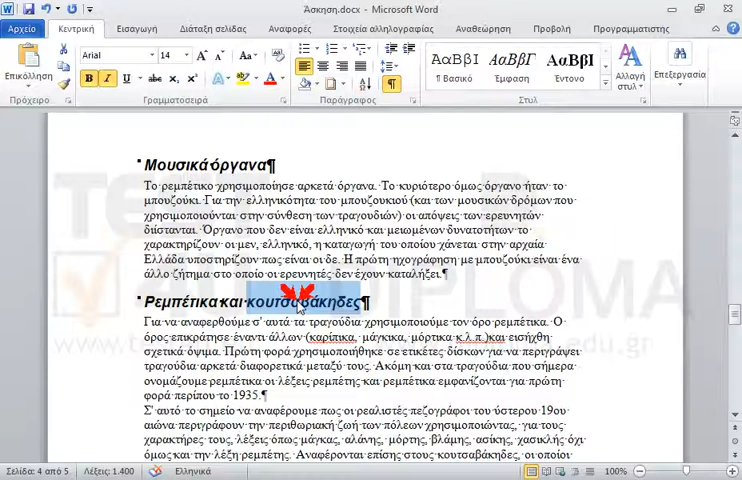 Άσκηση.docx - Microsoft Word
Αρχείο Κεντρική Εισαγωγή Διάταξη σελίδας Αναφορές Στοιχεία αλληλογραφίας Αναθεώρηση Προβολή Προγραμματιστής
Επικόλληση
Arial 14
ΑαΒβΙ ΑαΒβΓ ΑαΒβΙ
¶ Βασικό Έμφαση Έντονο
Αλλαγή στυλ
Επεξεργασία
Πρόχειρο Γραμματοσειρά Παράγραφος Στυλ
Μουσικά όργανα¶
Το ρεμπέτικο χρησιμοποίησε αρκετά όργανα. Το κυριότερο όμως όργανο ήταν το
μπουζούκι. Για την ελληνικότητα του μπουζουκιού (και των μουσικών δρόμων που
χρησιμοποιούνται στην σύνθεση των τραγουδιών) οι απόψεις των ερευνητών
διίστανται. Όργανο που δεν είναι ελληνικό και μειωμένων δυνατοτήτων το
χαρακτηρίζουν οι μεν, ελληνικό, η καταγωγή του οποίου χάνεται στην αρχαία
Ελλάδα υποστηρίζουν πως είναι οι δε. Η πρώτη ηχογράφηση με μπουζούκι είναι ένα
άλλο ζήτημα στο οποίο οι ερευνητές δεν έχουν καταλήξει.¶
Ρεμπέτικα και κουτσαβάκηδες¶
Για να αναφερθούμε σ' αυτά τα τραγούδια χρησιμοποιούμε τον όρο ρεμπέτικα. Ο
όρος επικράτησε έναντι άλλων (καρίπικα, μάγκικα, μόρτικα κ.λ.π.)και εισήχθη
σχετικά όψιμα. Πρώτη φορά χρησιμοποιήθηκε σε ετικέτες δίσκων για να περιγράψει
τραγούδια αρκετά διαφορετικά μεταξύ τους. Ακόμη και στα τραγούδια που σήμερα
ονομάζουμε ρεμπέτικα οι λέξεις ρεμπέτης και ρεμπέτικα εμφανίζονται για πρώτη
φορά περίπου το 1935.¶
Σ' αυτό το σημείο να αναφέρουμε πως οι ρεαλιστές πεζογράφοι του ύστερου 19ου
αιώνα περιγράφουν την περιθωριακή ζωή των πόλεων χρησιμοποιώντας, για τους
χαρακτήρες τους, λέξεις όπως μάγκας, αλάνης, μόρτης, βλάμης, ασίκης, χασικλής όχι
όμως και την λέξη ρεμπέτης. Αναφέρονται επίσης στους κουτσαβάκηδες, οι οποίοι
Σελίδα: 4 από 5 Λέξεις: 1.400 Ελληνικά 100%